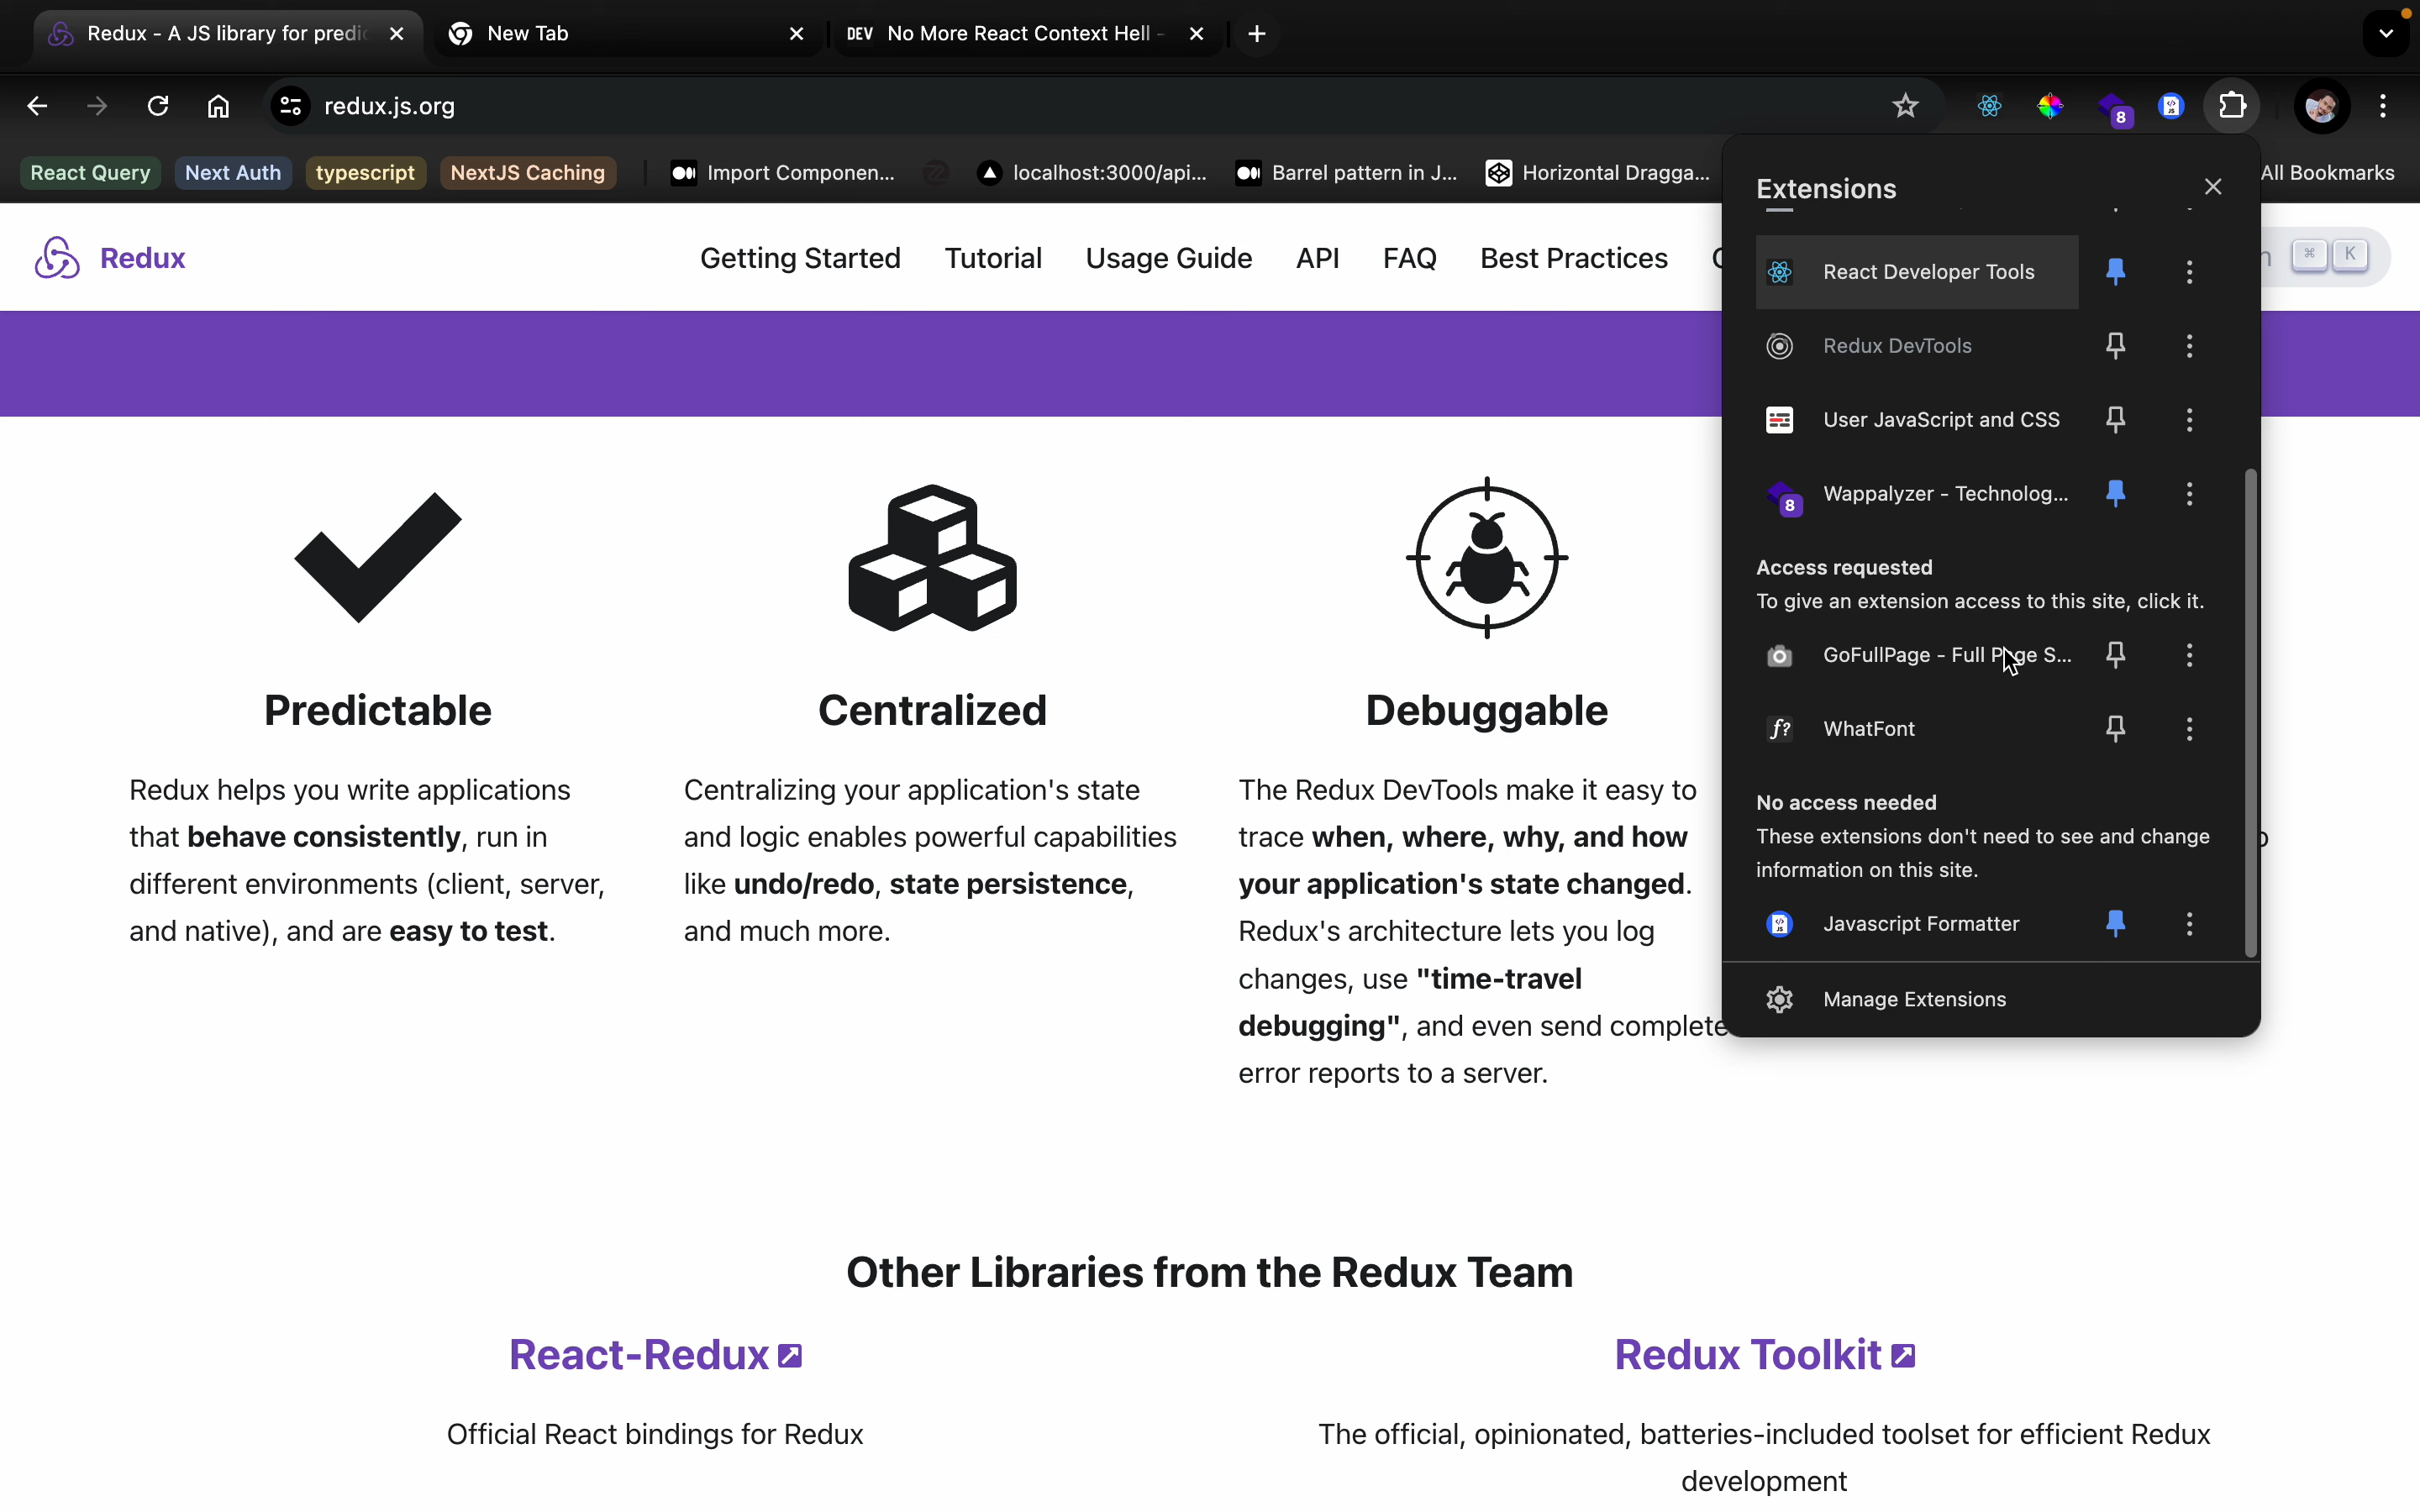 Redux - A JS library for predic
New Tab
DEV No More React Context Hell -
redux.js.org
8
React Query
Next Auth
typescript
NextJS Caching
Import Componen...
localhost:3000/api...
Barrel pattern in J...
Horizontal Dragga...
All Bookmarks
Redux
Getting Started
Tutorial
Usage Guide
API
FAQ
Best Practices
⌘ K
Extensions
React Developer Tools
Redux DevTools
User JavaScript and CSS
8
Wappalyzer - Technolog...
Access requested
To give an extension access to this site, click it.
GoFullPage - Full Page S...
f? WhatFont
No access needed
These extensions don't need to see and change
information on this site.
Javascript Formatter
Manage Extensions
Predictable
Redux helps you write applications
that behave consistently, run in
different environments (client, server,
and native), and are easy to test.
Centralized
Centralizing your application's state
and logic enables powerful capabilities
like undo/redo, state persistence,
and much more.
Debuggable
The Redux DevTools make it easy to
trace when, where, why, and how
your application's state changed.
Redux's architecture lets you log
changes, use "time-travel
debugging", and even send complete
error reports to a server.
Other Libraries from the Redux Team
React-Redux
Official React bindings for Redux
Redux Toolkit
The official, opinionated, batteries-included toolset for efficient Redux
development